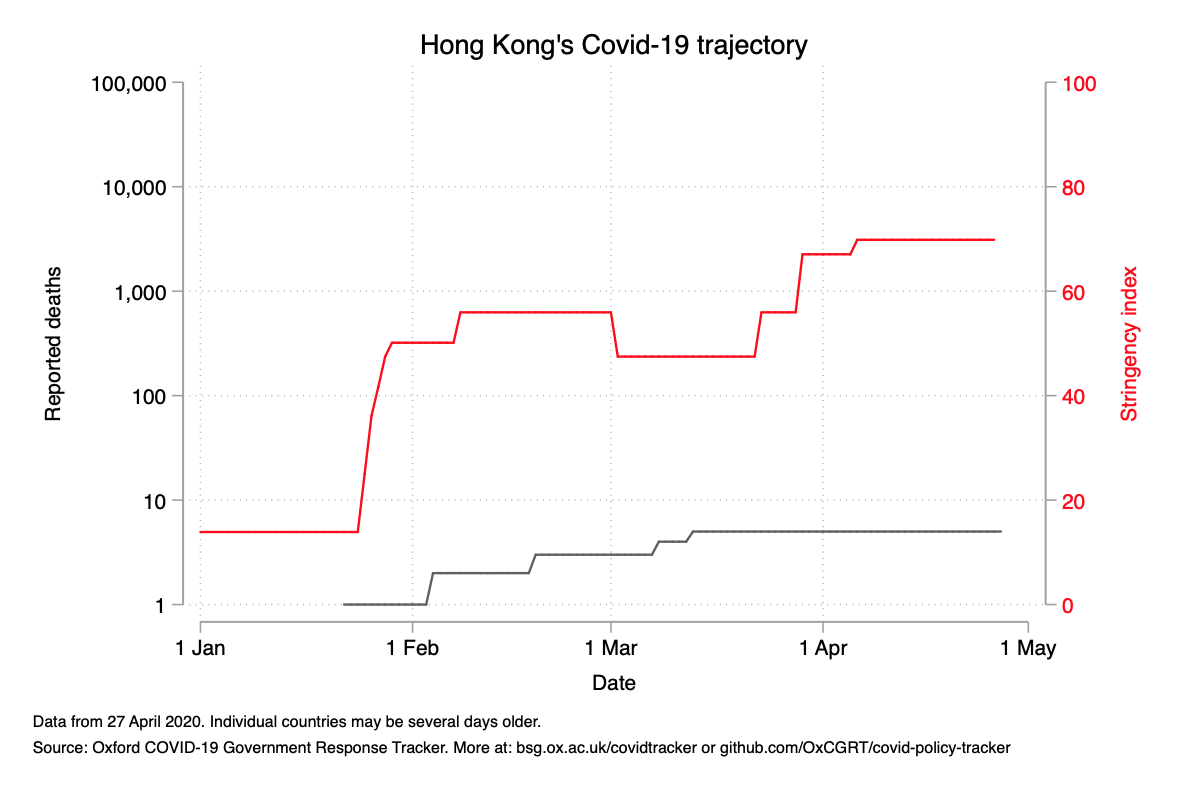 Hong Kong's Covid-19 trajectory
100,000
10,000
1,000
100
10
1
Reported deaths
100
80
60
40
20
0
Stringency index
1 Jan
1 Feb
1 Mar
1 Apr
1 May
Date
Data from 27 April 2020. Individual countries may be several days older.
Source: Oxford COVID-19 Government Response Tracker. More at: bsg.ox.ac.uk/covidtracker or github.com/OxCGRT/covid-policy-tracker